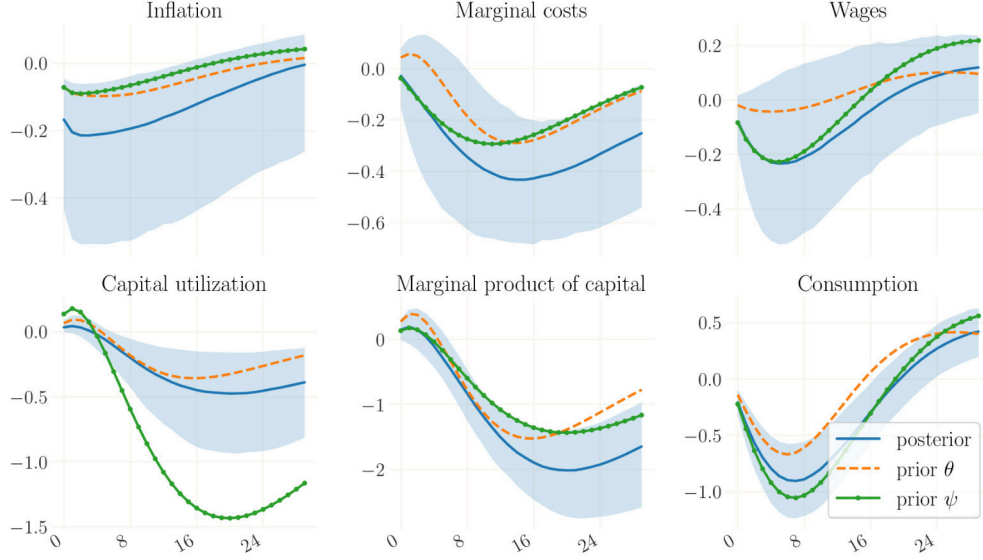 Inflation
Marginal costs
Wages
0.0
−0.2
−0.4
0.0
−0.2
−0.4
−0.6
0.2
0.0
−0.2
−0.4
Capital utilization
Marginal product of capital
Consumption
0.0
−0.5
−1.0
−1.5
0
−1
−2
0.5
0.0
−0.5
−1.0
posterior
prior θ
prior ψ
0 8 16 24
0 8 16 24
0 8 16 24